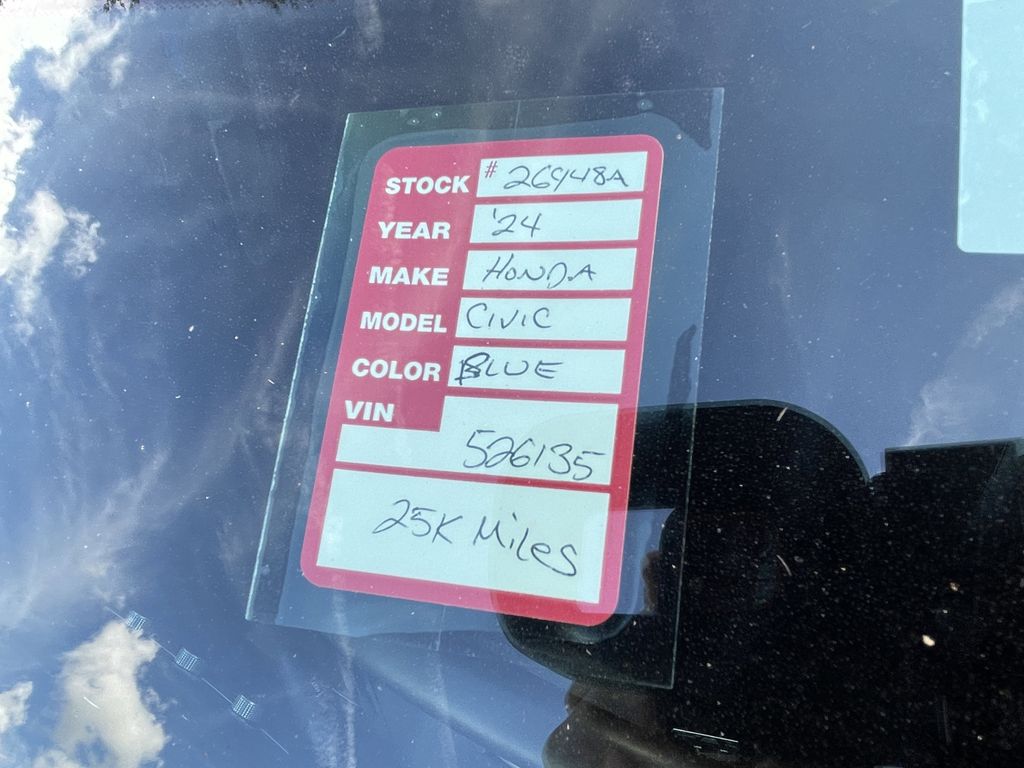 STOCK # 26948A
YEAR '24
MAKE HONDA
MODEL CIVIC
COLOR BLUE
VIN
526135
25K Miles